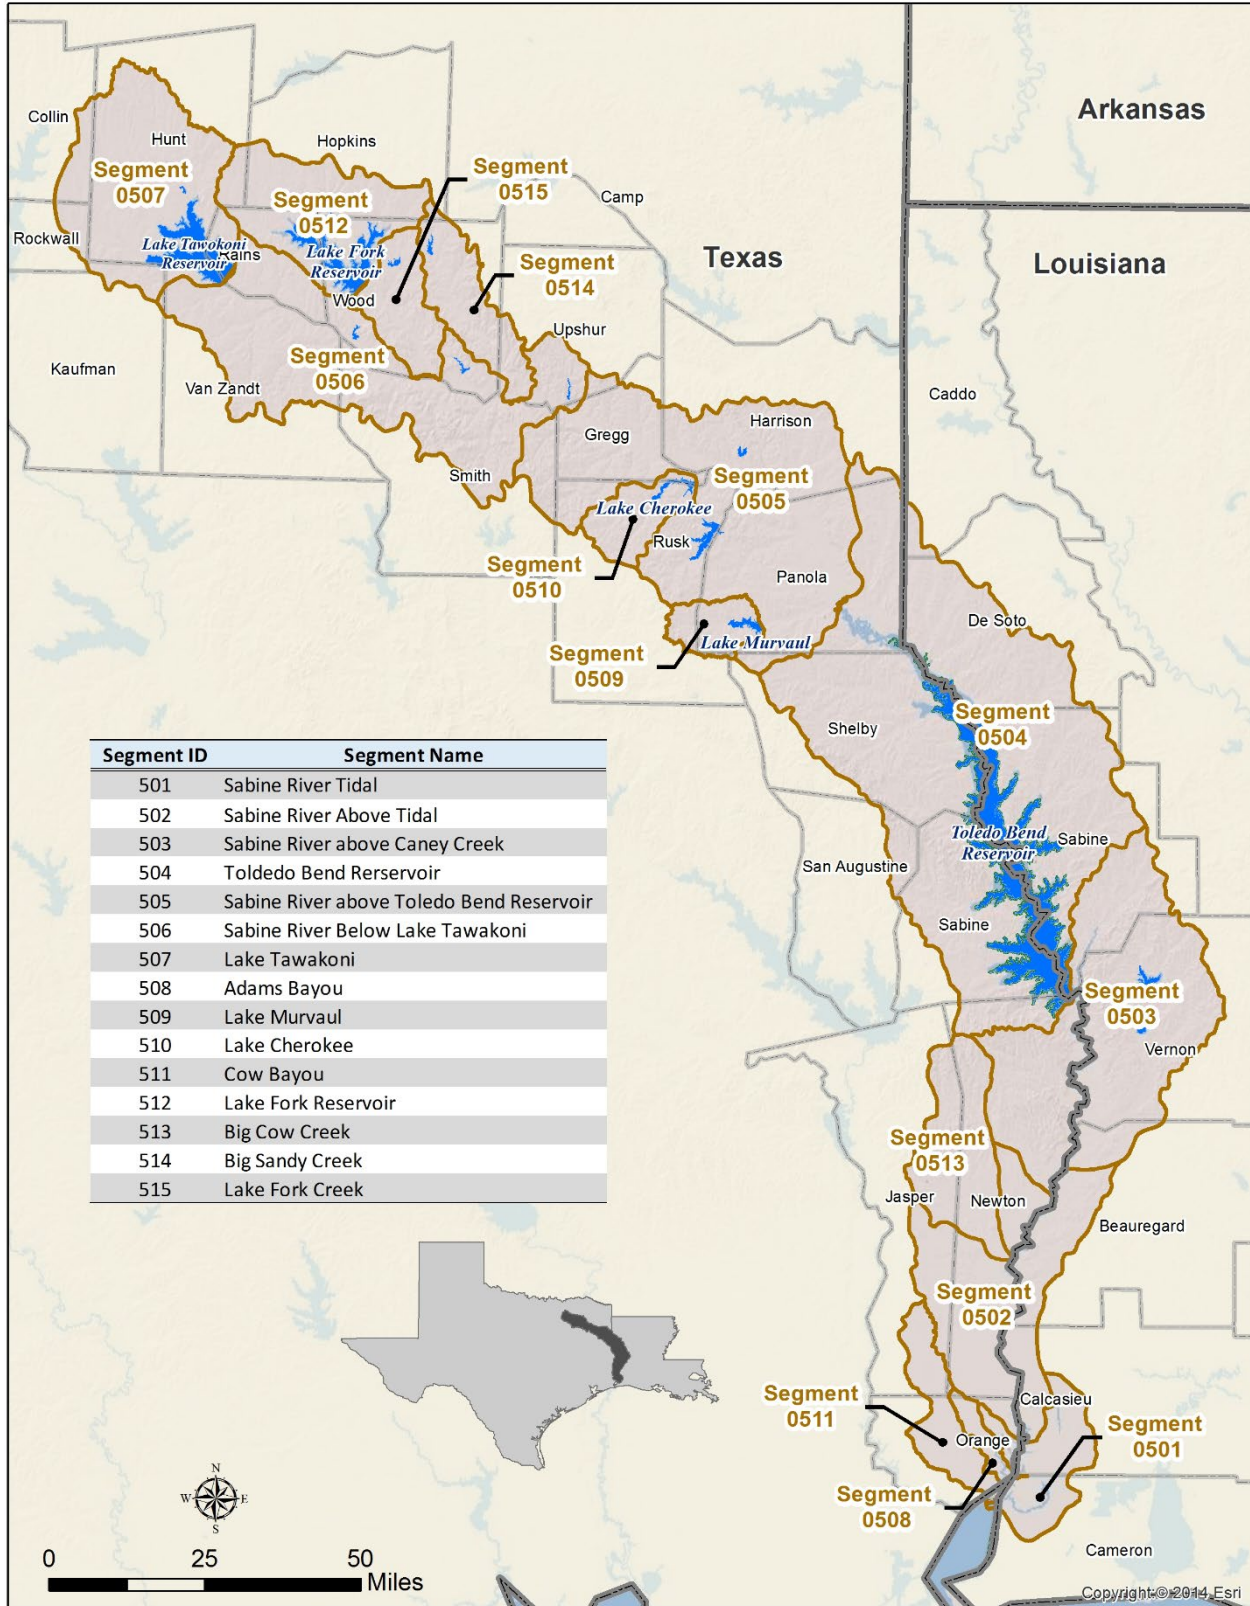 Arkansas
Collin
Hunt
Hopkins
Segment
0507
Segment
0515
Camp
Segment
0512
Rockwall
Lake Tawokoni
Reservoir
Rains
Lake Fork
Reservoir
Texas
Louisiana
Segment
0514
Wood
Upshur
Segment
0506
Kaufman
Van Zandt
Caddo
Gregg
Harrison
Smith
Segment
0505
Lake Cherokee
Rusk
Segment
0510
Panola
De Soto
Lake Murvaul
Segment
0509
Segment
0504
Shelby
Toledo Bend
Reservoir
Sabine
San Augustine
Sabine
Segment
0503
Vernon
Segment ID Segment Name
501 Sabine River Tidal
502 Sabine River Above Tidal
503 Sabine River above Caney Creek
504 Toldedo Bend Rerservoir
505 Sabine River above Toledo Bend Reservoir
506 Sabine River Below Lake Tawakoni
507 Lake Tawakoni
508 Adams Bayou
509 Lake Murvaul
510 Lake Cherokee
511 Cow Bayou
512 Lake Fork Reservoir
513 Big Cow Creek
514 Big Sandy Creek
515 Lake Fork Creek
Segment
0513
Jasper
Newton
Beauregard
Segment
0502
Segment
0511
Calcasieu
Orange
Segment
0501
Segment
0508
Cameron
N
W E
S
0 25 50
Miles
Copyright:© 2014 Esri